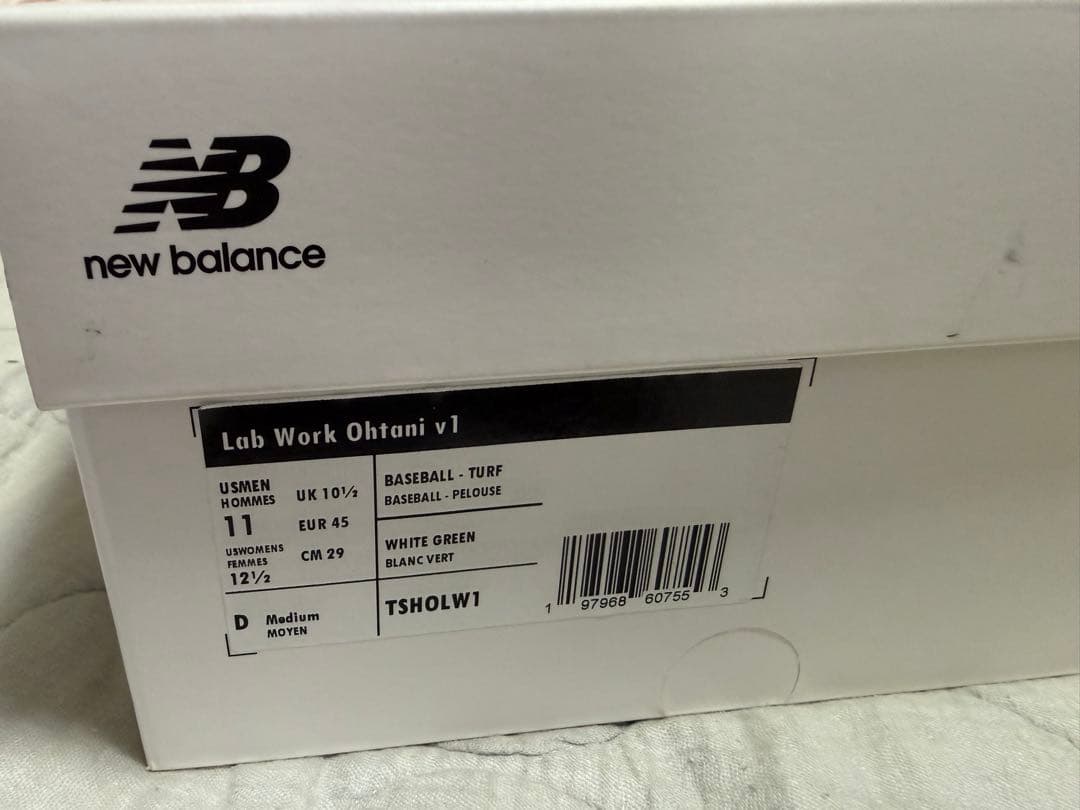 NB
new balance
Lab Work Ohtani v1
USMEN
HOMMES
11
USWOMENS
FEMMES
12½
UK 10½
EUR 45
CM 29
D Medium
MOYEN
BASEBALL - TURF
BASEBALL - PELOUSE
WHITE GREEN
BLANC VERT
TSHOLW1
1 97968 60755 3